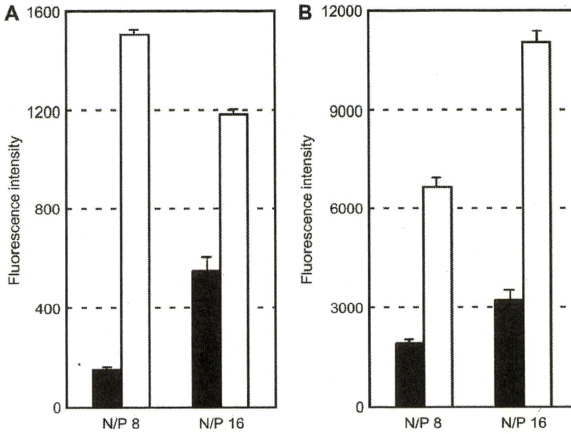 A
Fluorescence intensity
1600
1200
800
400
0
N/P 8
N/P 16
B
Fluorescence intensity
12000
9000
6000
3000
0
N/P 8
N/P 16